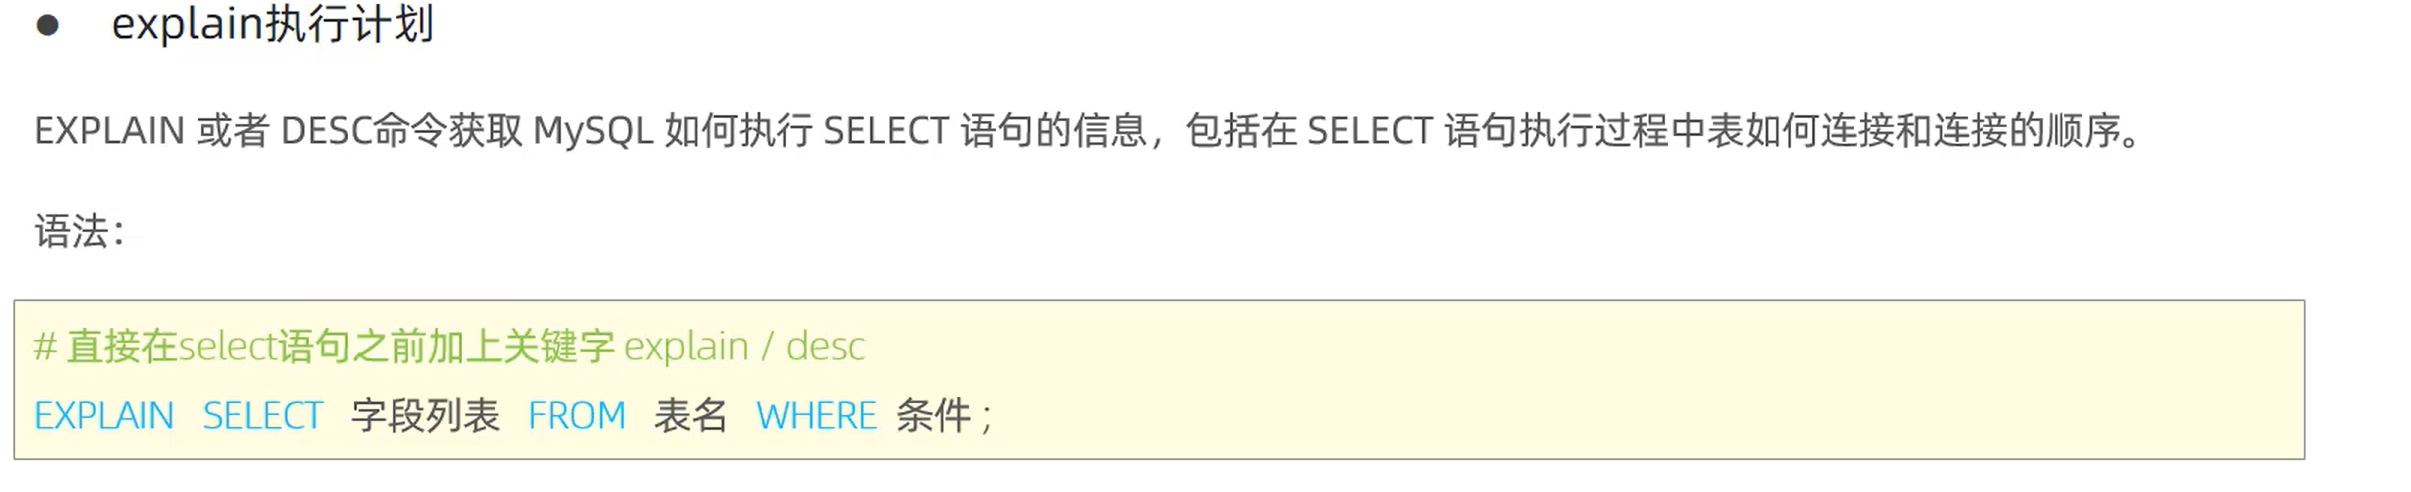 ● explain执行计划
EXPLAIN 或者 DESC命令获取 MySQL 如何执行 SELECT 语句的信息，包括在 SELECT 语句执行过程中表如何连接和连接的顺序。
语法：
# 直接在select语句之前加上关键字 explain / desc
EXPLAIN SELECT 字段列表 FROM 表名 WHERE 条件 ;